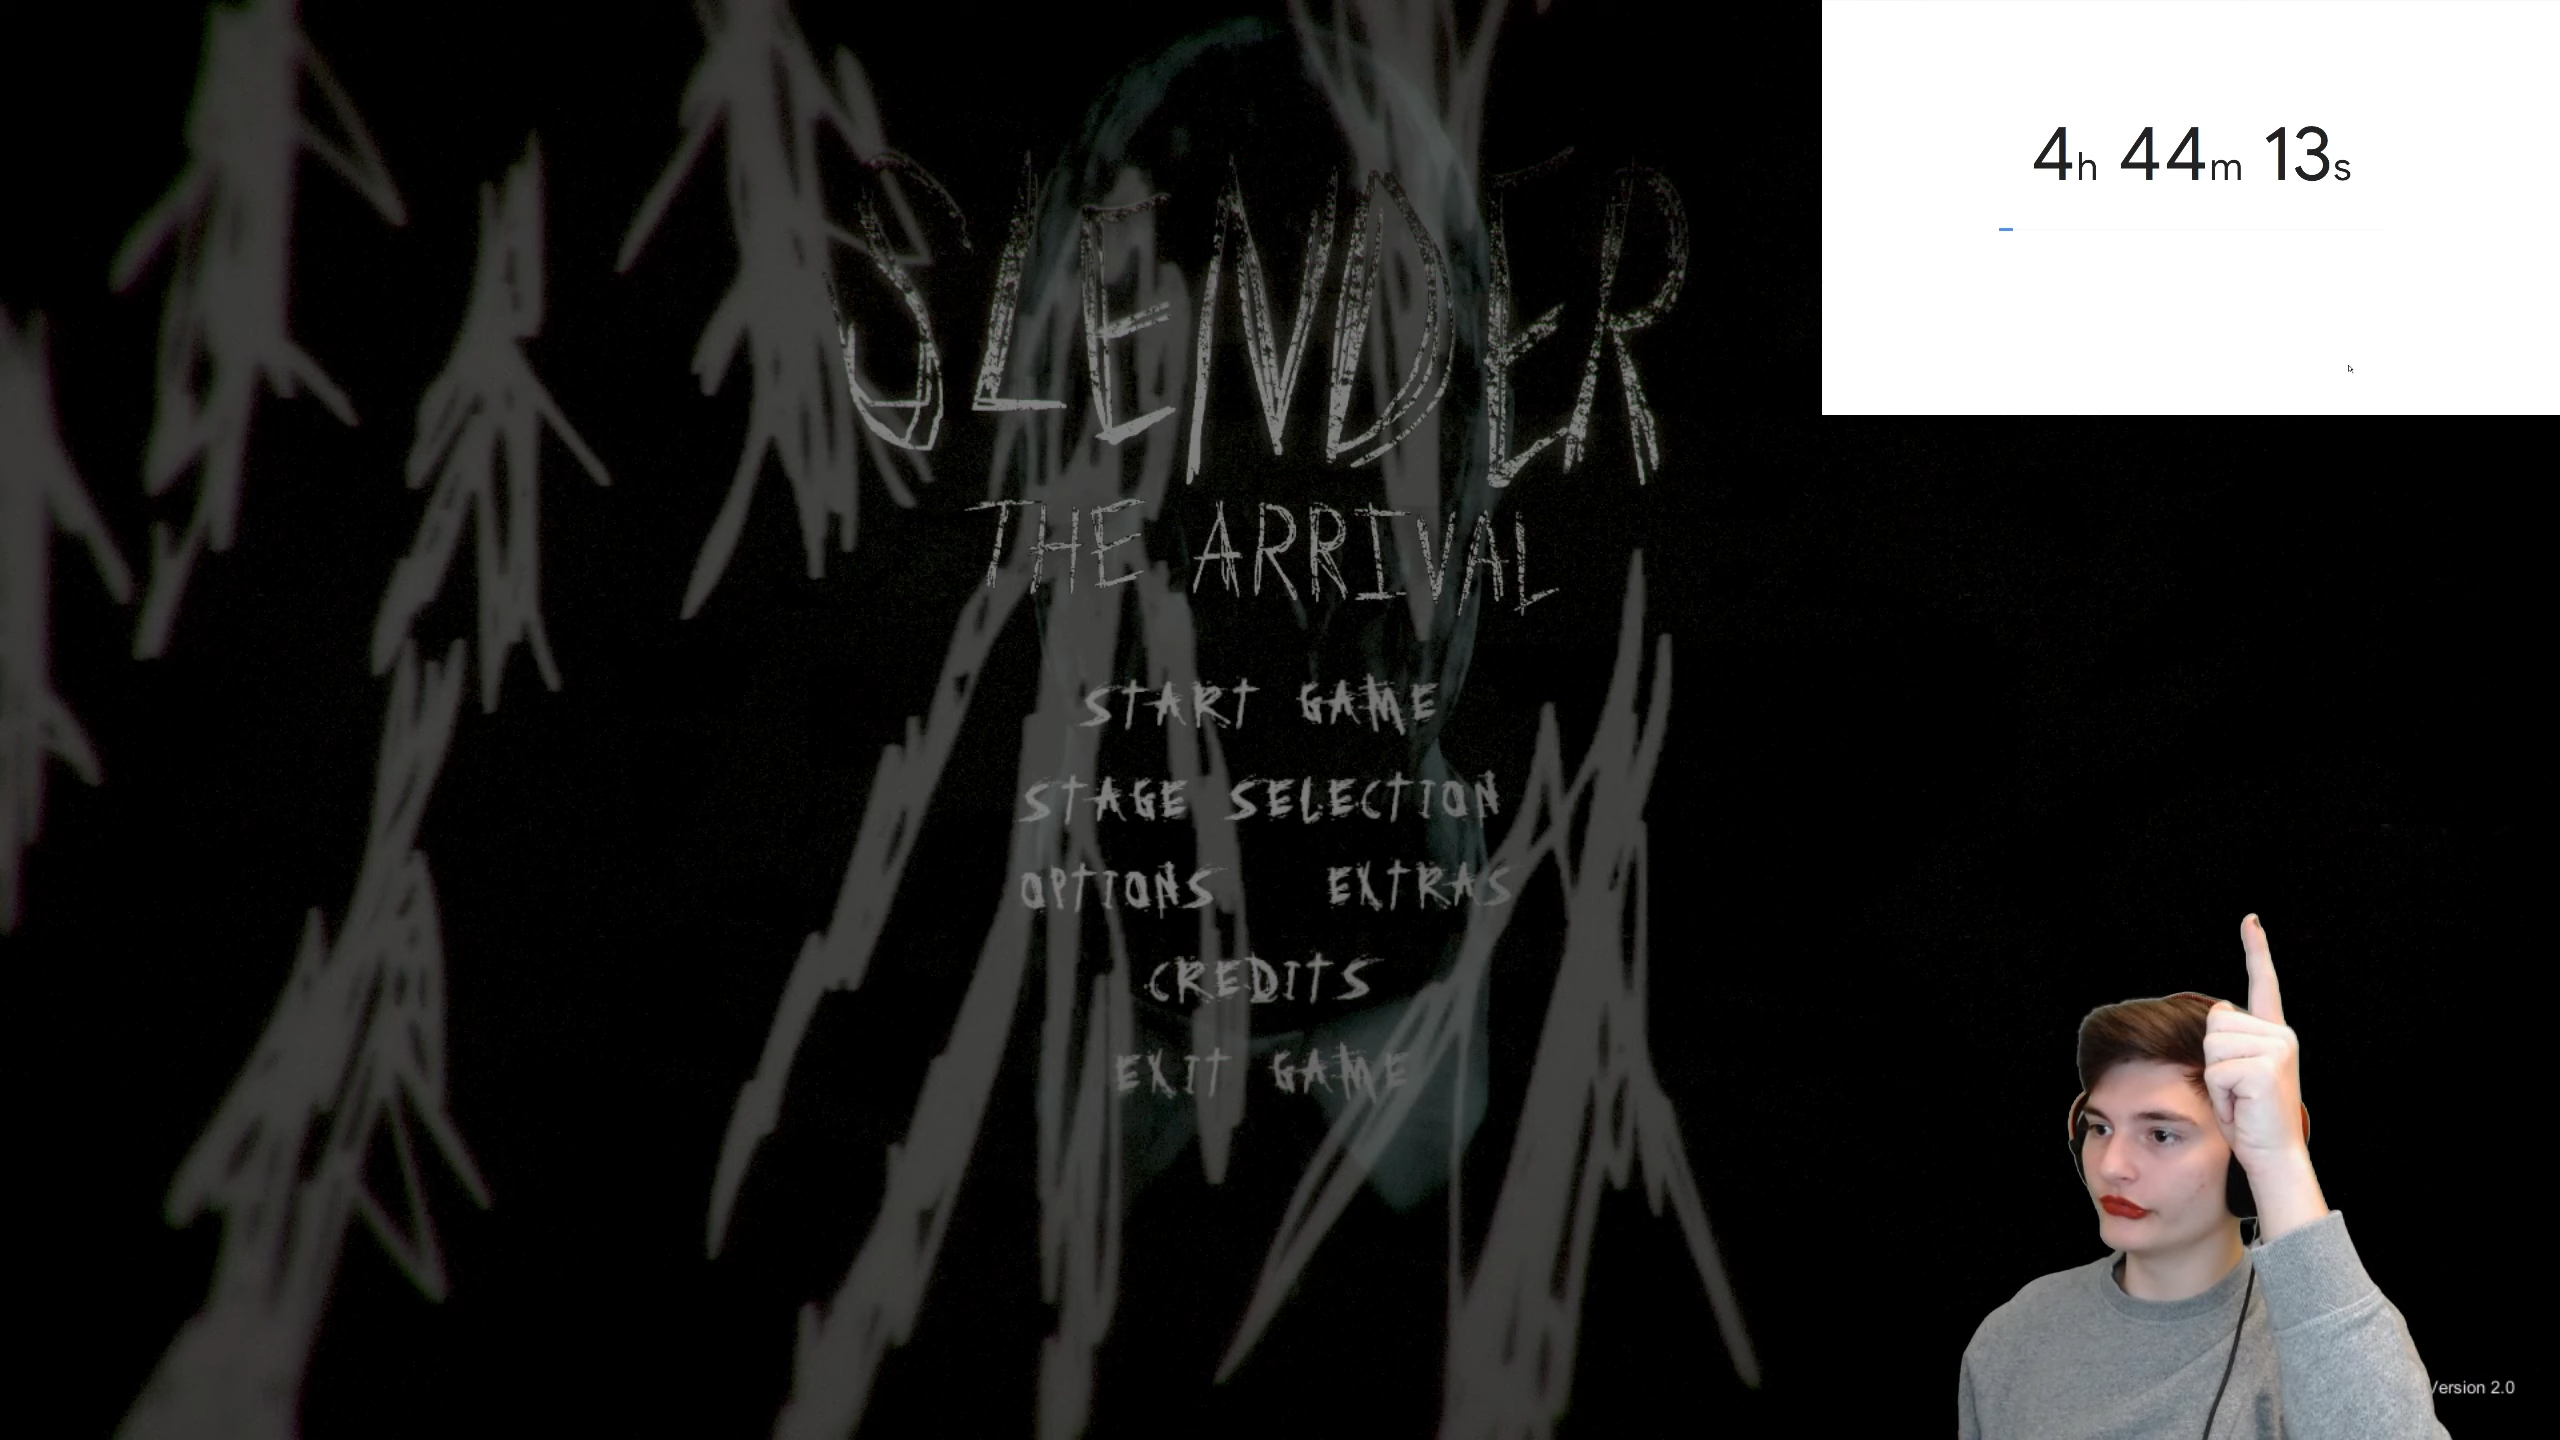 4h 44m 13s
SLENDER
THE ARRIVAL
START GAME
STAGE SELECTION
OPTIONS EXTRAS
CREDITS
EXIT GAME
Version 2.0